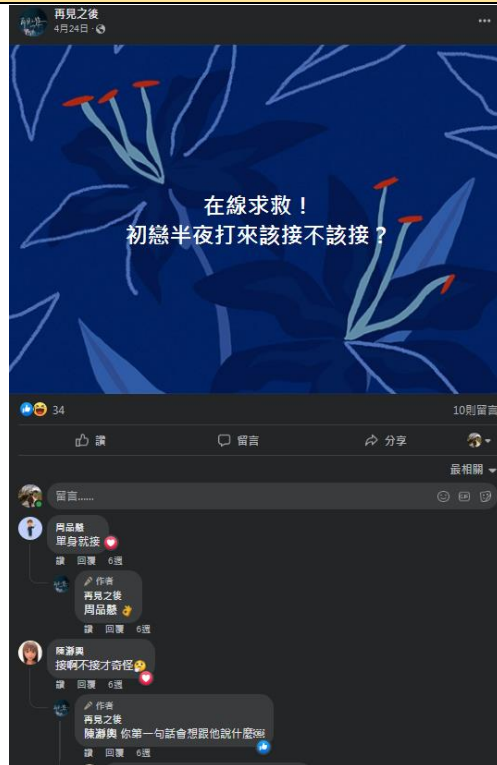 再見之後
4月24日
在線求救！
初戀半夜打來該接不該接？
34
10則留言
讚
留言
分享
最相關
留言......
周品懸
單身就接
讚 回覆 6週
作者
再見之後
周品懸
讚 回覆 6週
陳瀞輿
接啊不接才奇怪
讚 回覆 6週
作者
再見之後
陳瀞輿 你第一句話會想跟他說什麼
讚 回覆 6週